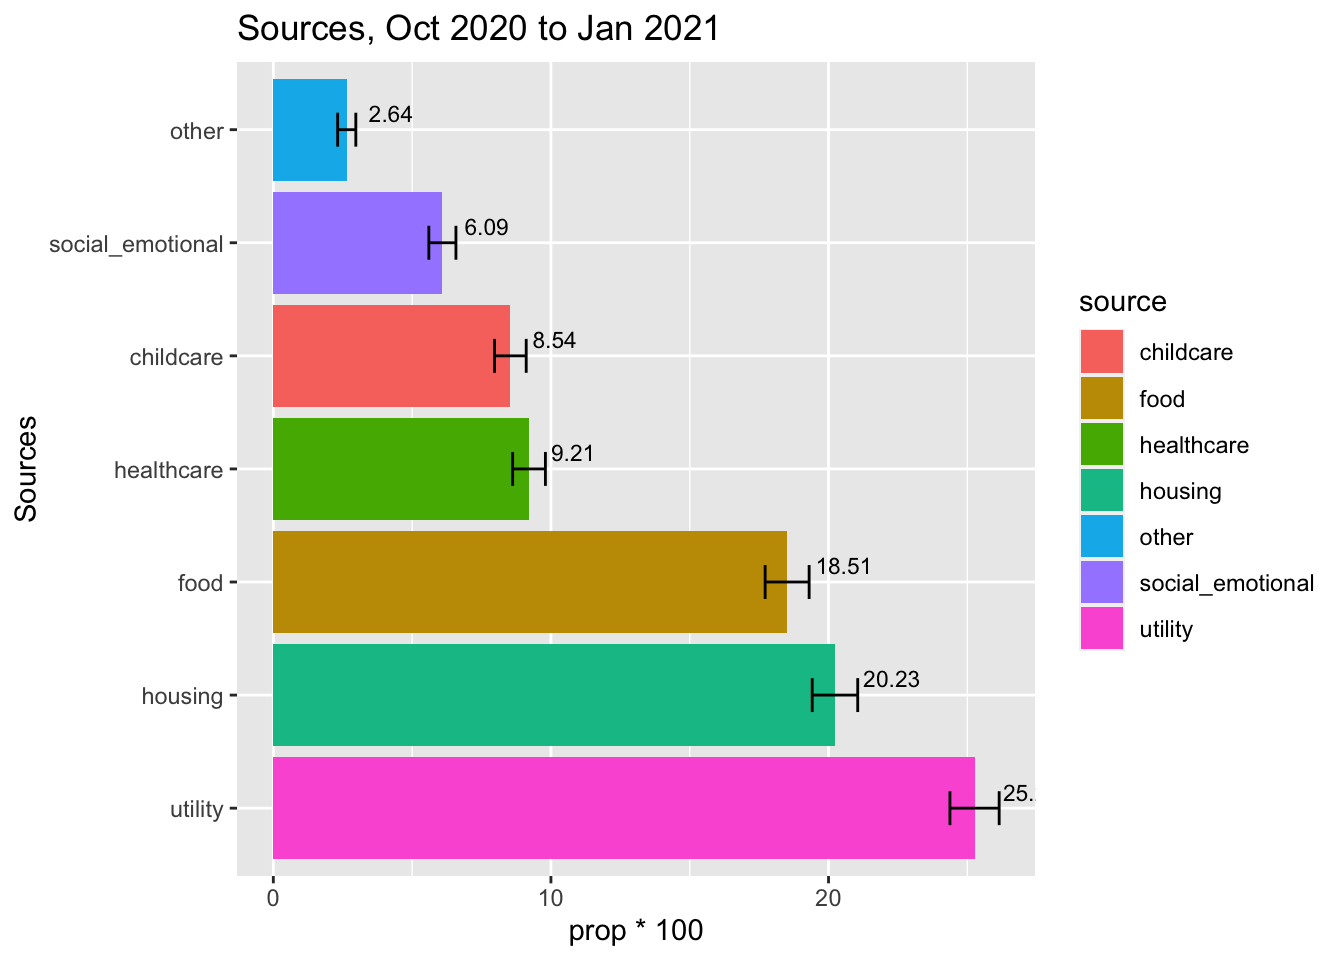 Sources, Oct 2020 to Jan 2021
other
2.64
social_emotional
6.09
childcare
8.54
healthcare
9.21
food
18.51
housing
20.23
utility
25.
0
10
20
prop * 100
Sources
source
childcare
food
healthcare
housing
other
social_emotional
utility